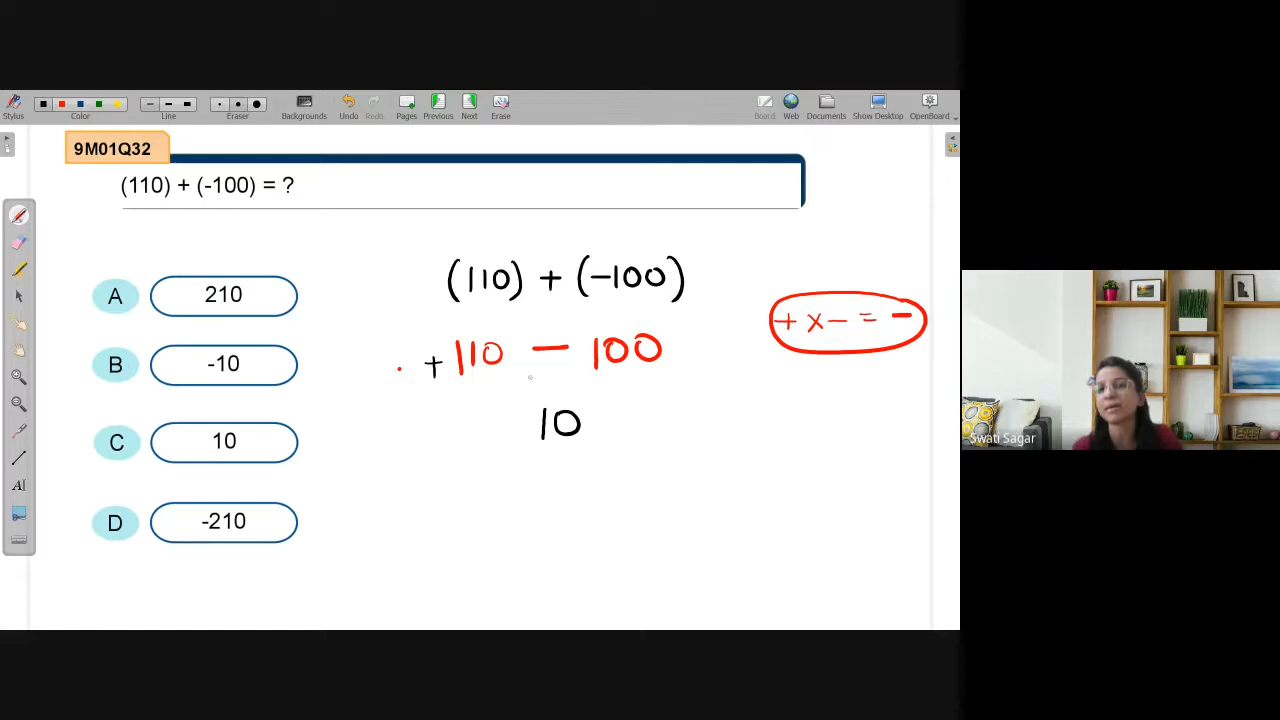 Stylus
Color
Line
Eraser
Backgrounds
Undo
Redo
Pages
Previous
Next
Erase
Board
Web
Documents
Show Desktop
OpenBoard
9M01Q32
(110) + (-100) = ?
A 210
B -10
C 10
D -210
(110) + (-100)
+110 - 100
10
+ x - = -
Swati Sagar